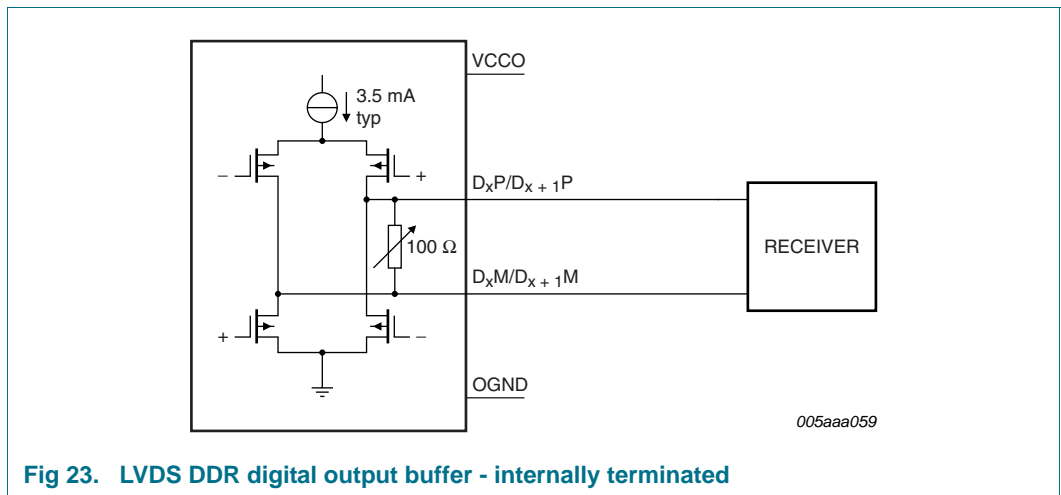 VCCO
3.5 mA
typ
− +
DxP/Dx + 1P
100 Ω
RECEIVER
DxM/Dx + 1M
+ −
OGND
005aaa059
Fig 23. LVDS DDR digital output buffer - internally terminated